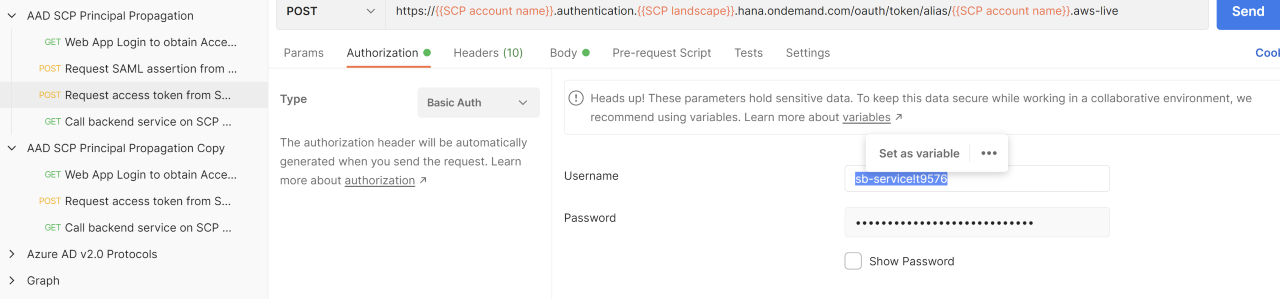 AAD SCP Principal Propagation
GET Web App Login to obtain Acce...
POST Request SAML assertion from ...
POST Request access token from S...
GET Call backend service on SCP ...
AAD SCP Principal Propagation Copy
GET Web App Login to obtain Acce...
POST Request access token from S...
GET Call backend service on SCP ...
Azure AD v2.0 Protocols
Graph
POST https://{{SCP account name}}.authentication.{{SCP landscape}}.hana.ondemand.com/oauth/token/alias/{{SCP account name}}.aws-live Send
Params Authorization Headers (10) Body Pre-request Script Tests Settings
Type Basic Auth
The authorization header will be automatically
generated when you send the request. Learn
more about authorization ↗
Heads up! These parameters hold sensitive data. To keep this data secure while working in a collaborative environment, we
recommend using variables. Learn more about variables ↗
Set as variable •••
Username sb-service!t9576
Password ••••••••••••••••••••••••••••
Show Password